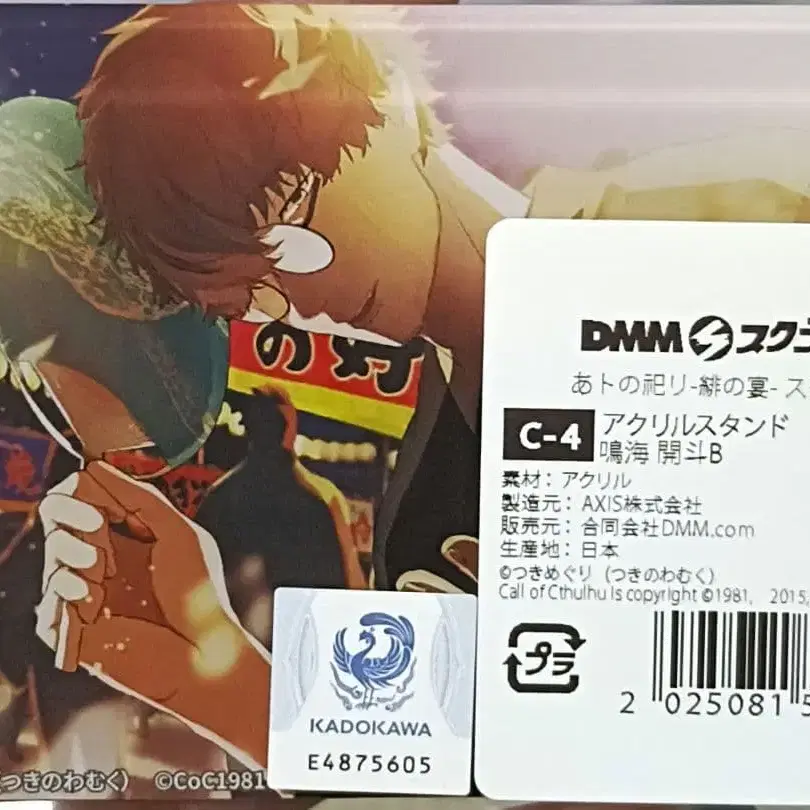 の好
DMM スクラ
あトの祀リ-緋の宴- ス
C-4 アクリルスタンド
鳴海 開斗B
素材：アクリル
製造元：AXIS株式会社
販売元：合同会社DMM.com
生産地：日本
©つきめぐり（つきのわむく）
Call of Cthulhu Is copyright ©1981, 2015,
プラ
2 025081 5
KADOKAWA
E4875605
つきのわむく） ©CoC1981